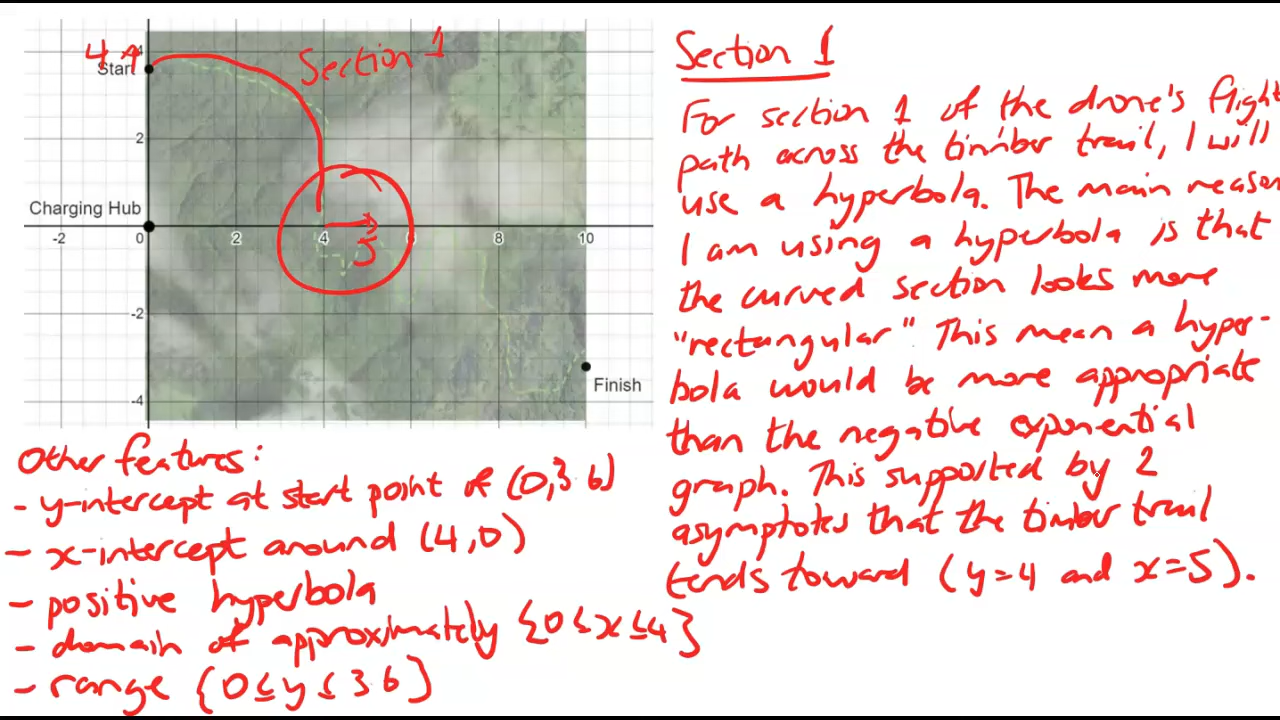 4
4
Start
Section 1
2
Charging Hub
-2
0
2
4
6
8
10
5
-2
-4
Finish
Other features:
- y-intercept at start point of (0,3.6)
- x-intercept around (4,0)
- positive hyperbola
- domain of approximately {0≤x≤4}
- range {0≤y≤3.6}
Section 1
For section 1 of the drone's flight
path across the timber trail, I will
use a hyperbola. The main reason
I am using a hyperbola is that
the curved section looks more
"rectangular" This mean a hyper-
bola would be more appropriate
than the negative exponential
graph. This supported by 2
asymptotes that the timber trail
tends toward (y=4 and x=5).